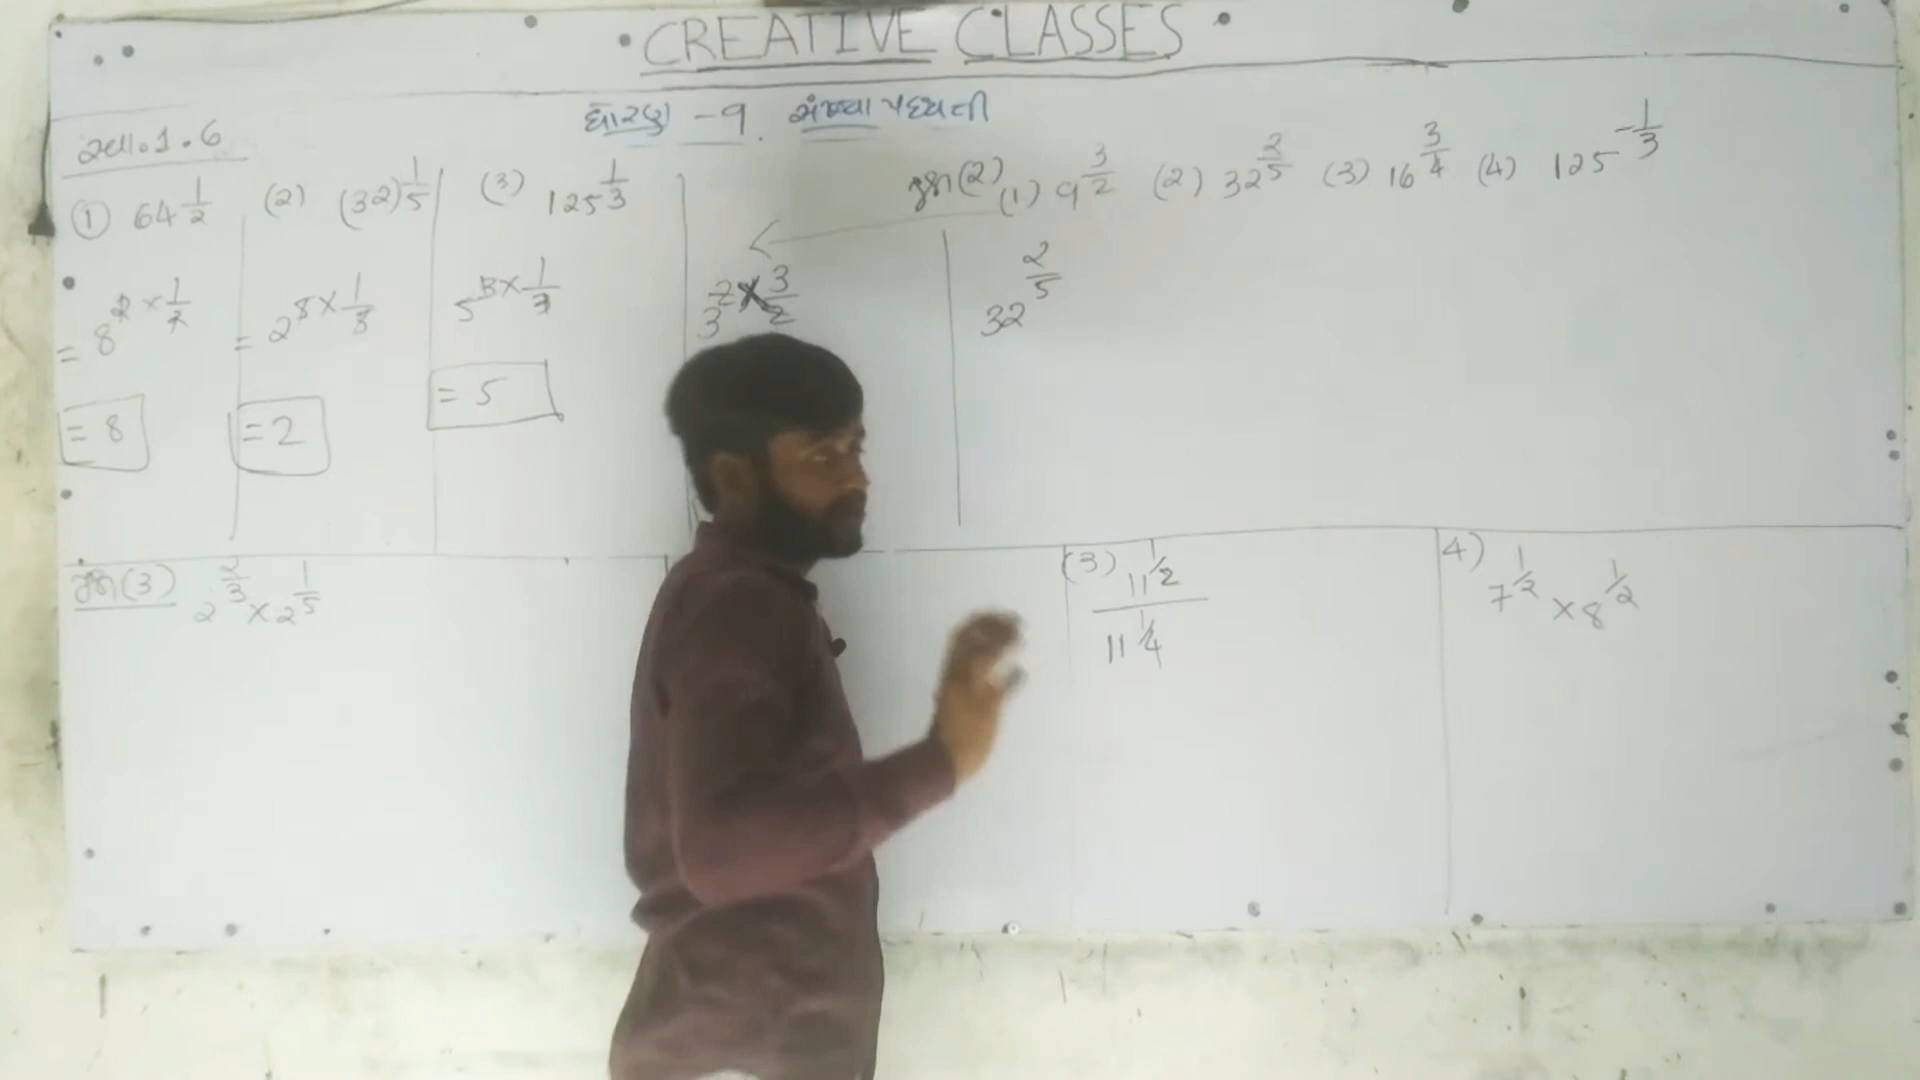 CREATIVE CLASSES
ધોરણ - 9. સંખ્યા પદ્ધતી
સ્વા.1.6
① 64^{1/2} (2) (32)^{1/5} (3) 125^{1/3}
= 8^{2 × 1/2} = 2^{5 × 1/5} 5^{3 × 1/3}
= 8 = 2 = 5
પ્રશ્ન(2) (1) 9^{3/2} (2) 32^{2/5} (3) 16^{3/4} (4) 125^{-1/3}
3^{2 × 3/2} 32^{2/5}
પ્રશ્ન(3) 2^{2/3} × 2^{1/5}
(3) 11^{1/2} / 11^{1/4}
4) 7^{1/2} × 8^{1/2}